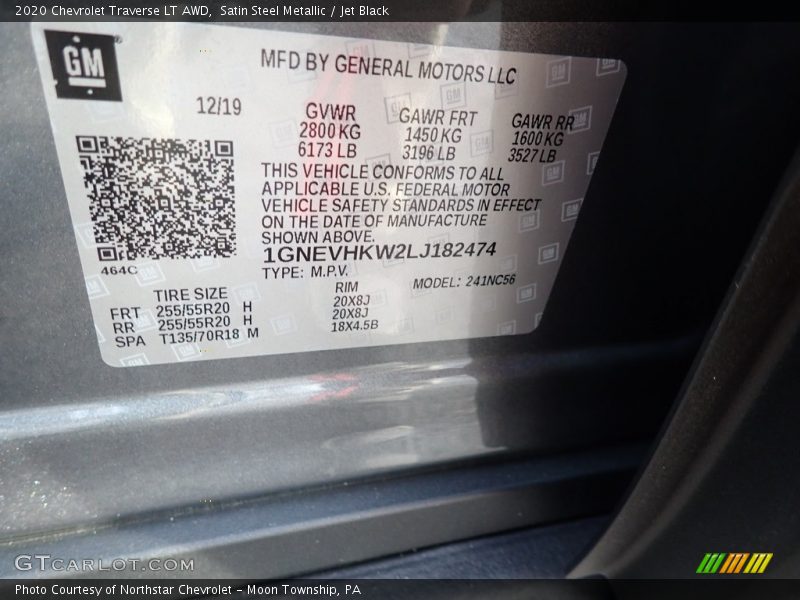 2020 Chevrolet Traverse LT AWD, Satin Steel Metallic / Jet Black
GM
MFD BY GENERAL MOTORS LLC
12/19
GVWR GAWR FRT GAWR RR
2800 KG 1450 KG 1600 KG
6173 LB 3196 LB 3527 LB
THIS VEHICLE CONFORMS TO ALL
APPLICABLE U.S. FEDERAL MOTOR
VEHICLE SAFETY STANDARDS IN EFFECT
ON THE DATE OF MANUFACTURE
SHOWN ABOVE.
1GNEVHKW2LJ182474
464C
TYPE: M.P.V. MODEL: 241NC56
TIRE SIZE RIM
FRT 255/55R20 H 20X8J
RR 255/55R20 H 20X8J
SPA T135/70R18 M 18X4.5B
GTCARLOT.COM
Photo Courtesy of Northstar Chevrolet - Moon Township, PA